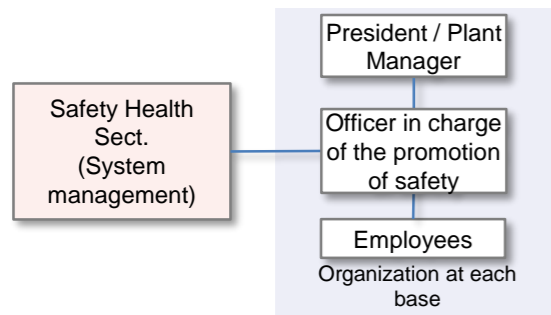 Safety Health
Sect.
(System
management)
President / Plant
Manager
Officer in charge
of the promotion
of safety
Employees
Organization at each
base